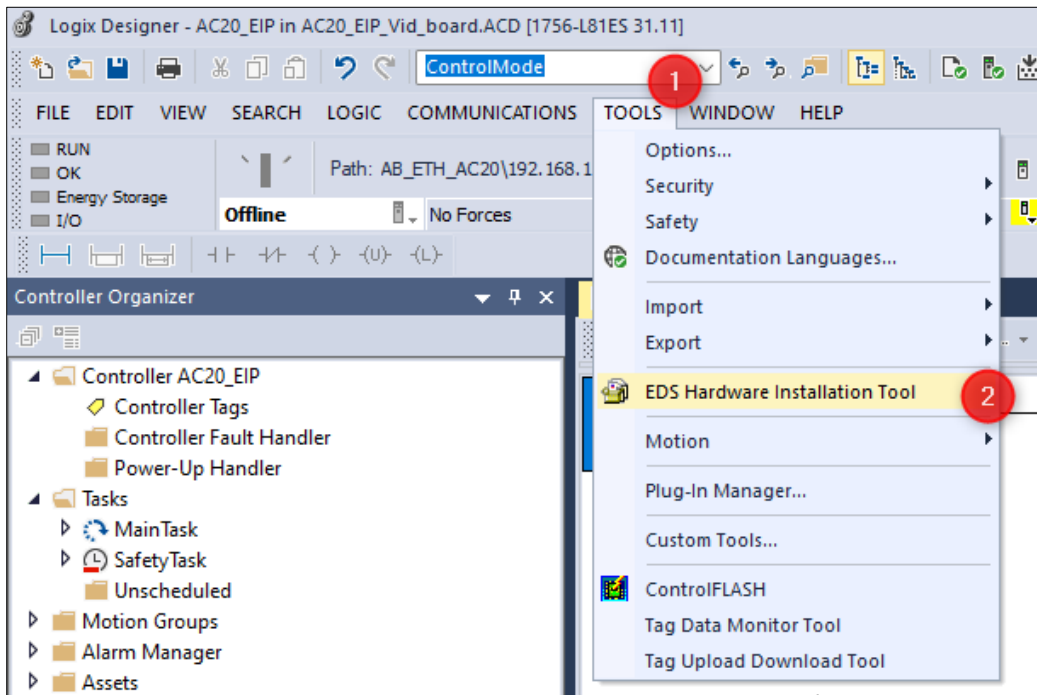 Logix Designer - AC20_EIP in AC20_EIP_Vid_board.ACD [1756-L81ES 31.11]
ControlMode
1
FILE EDIT VIEW SEARCH LOGIC COMMUNICATIONS TOOLS WINDOW HELP
RUN
OK
Energy Storage
I/O
Path: AB_ETH_AC20\192.168.1
Offline
No Forces
Options...
Security
Safety
Documentation Languages...
Import
Export
EDS Hardware Installation Tool
2
Motion
Plug-In Manager...
Custom Tools...
ControlFLASH
Tag Data Monitor Tool
Tag Upload Download Tool
Controller Organizer
Controller AC20_EIP
Controller Tags
Controller Fault Handler
Power-Up Handler
Tasks
MainTask
SafetyTask
Unscheduled
Motion Groups
Alarm Manager
Assets